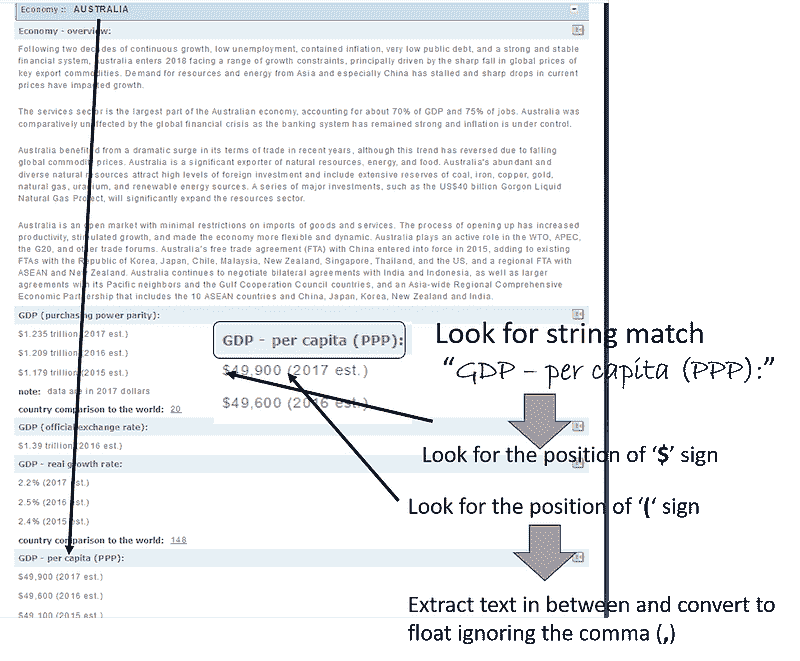 Economy :: AUSTRALIA
Economy - overview:
Following two decades of continuous growth, low unemployment, contained inflation, very low public debt, and a strong and stable
financial system, Australia enters 2018 facing a range of growth constraints, principally driven by the sharp fall in global prices of
key export commodities. Demand for resources and energy from Asia and especially China has stalled and sharp drops in current
prices have impacted growth.
The services sector is the largest part of the Australian economy, accounting for about 70% of GDP and 75% of jobs. Australia was
comparatively unaffected by the global financial crisis as the banking system has remained strong and inflation is under control.
Australia benefited from a dramatic surge in its terms of trade in recent years, although this trend has reversed due to falling
global commodity prices. Australia is a significant exporter of natural resources, energy, and food. Australia's abundant and
diverse natural resources attract high levels of foreign investment and include extensive reserves of coal, iron, copper, gold,
natural gas, uranium, and renewable energy sources. A series of major investments, such as the US$40 billion Gorgon Liquid
Natural Gas Project, will significantly expand the resources sector.
Australia is an open market with minimal restrictions on imports of goods and services. The process of opening up has increased
productivity, stimulated growth, and made the economy more flexible and dynamic. Australia plays an active role in the WTO, APEC,
the G20, and other trade forums. Australia's free trade agreement (FTA) with China entered into force in 2015, adding to existing
FTAs with the Republic of Korea, Japan, Chile, Malaysia, New Zealand, Singapore, Thailand, and the US, and a regional FTA with
ASEAN and New Zealand. Australia continues to negotiate bilateral agreements with India and Indonesia, as well as larger
agreements with its Pacific neighbors and the Gulf Cooperation Council countries, and an Asia-wide Regional Comprehensive
Economic Partnership that includes the 10 ASEAN countries and China, Japan, Korea, New Zealand and India.
GDP (purchasing power parity):
$1.235 trillion (2017 est.)
$1.209 trillion (2016 est.)
$1.179 trillion (2015 est.)
note: data are in 2017 dollars
country comparison to the world: 20
GDP (official exchange rate):
$1.39 trillion (2016 est.)
GDP - real growth rate:
2.2% (2017 est.)
2.5% (2016 est.)
2.4% (2015 est.)
country comparison to the world: 148
GDP - per capita (PPP):
$49,900 (2017 est.)
$49,600 (2016 est.)
$49,100 (2015 est.)
GDP - per capita (PPP):
$49,900 (2017 est.)
$49,600 (2016 est.)
Look for string match
“GDP – per capita (PPP):”
Look for the position of ‘$’ sign
Look for the position of ‘(‘ sign
Extract text in between and convert to
float ignoring the comma (,)